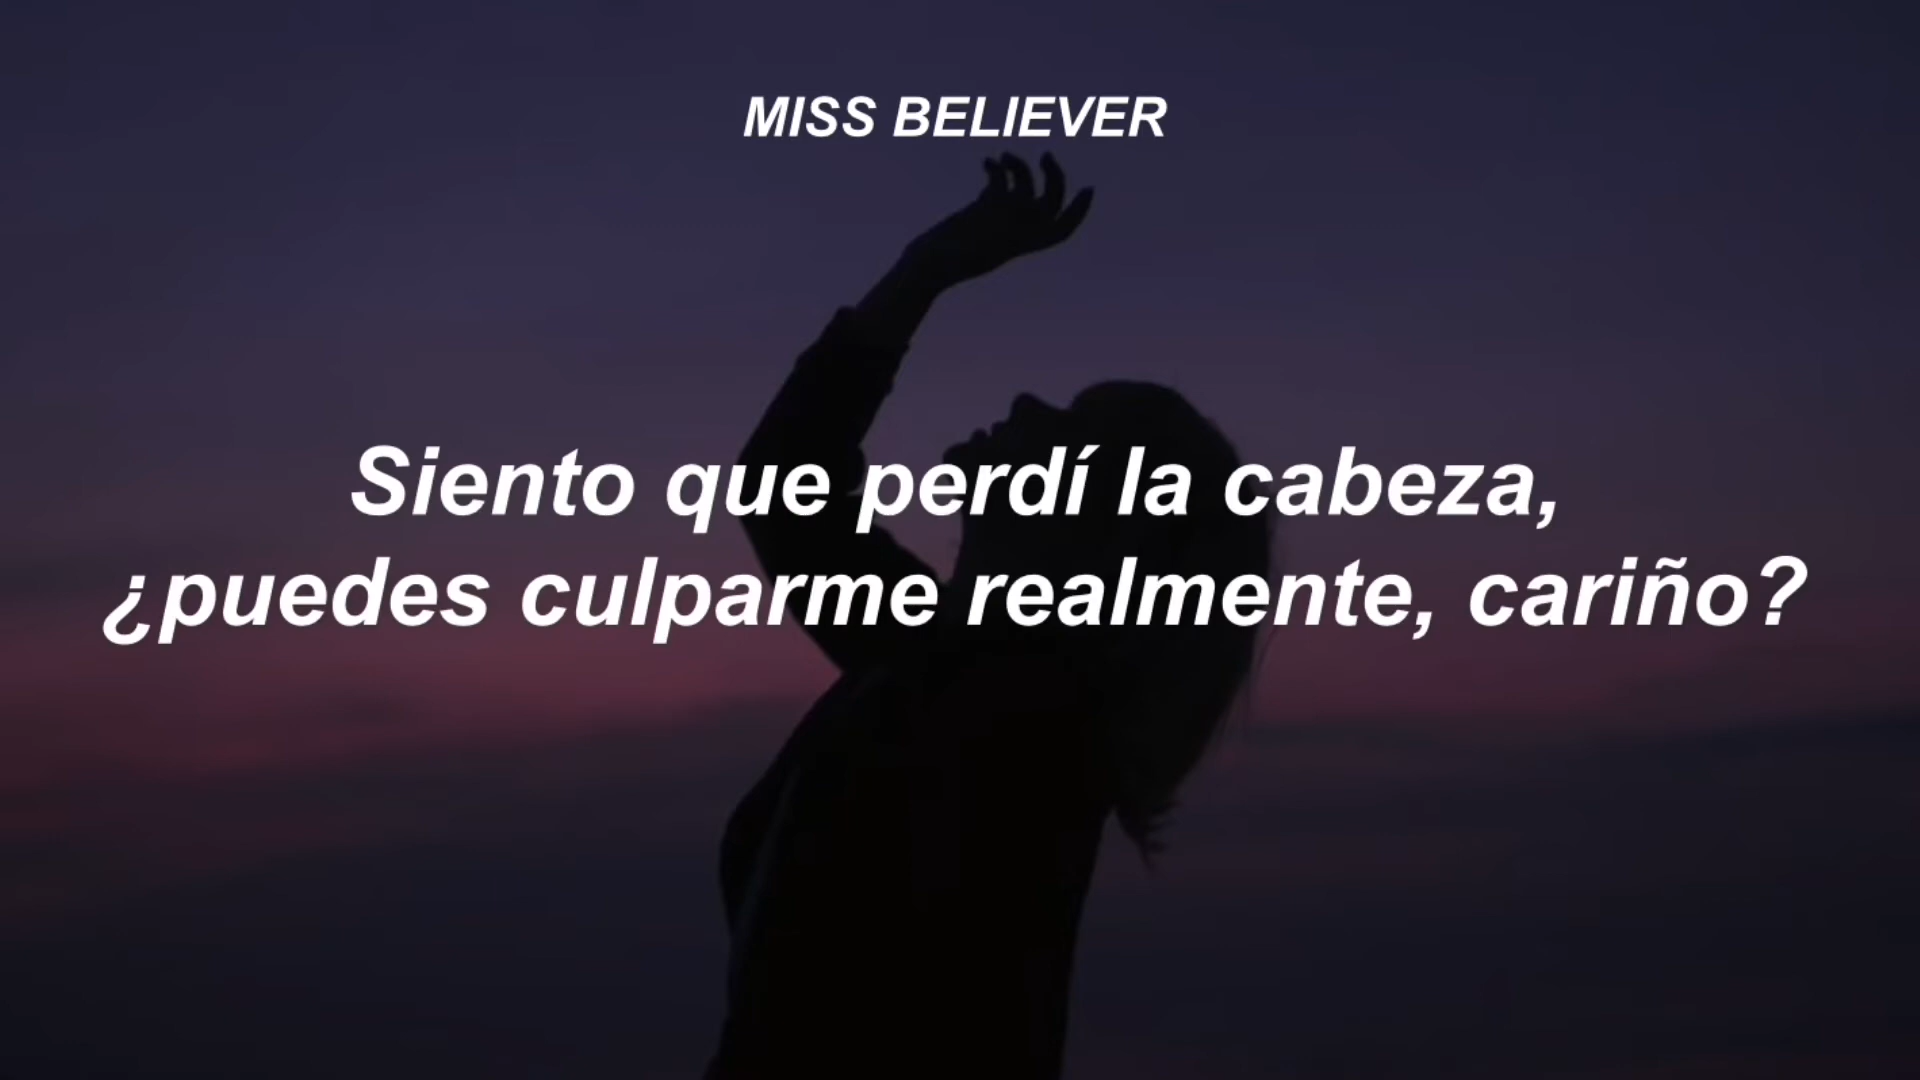 MISS BELIEVER
Siento que perdí la cabeza,
¿puedes culparme realmente, cariño?